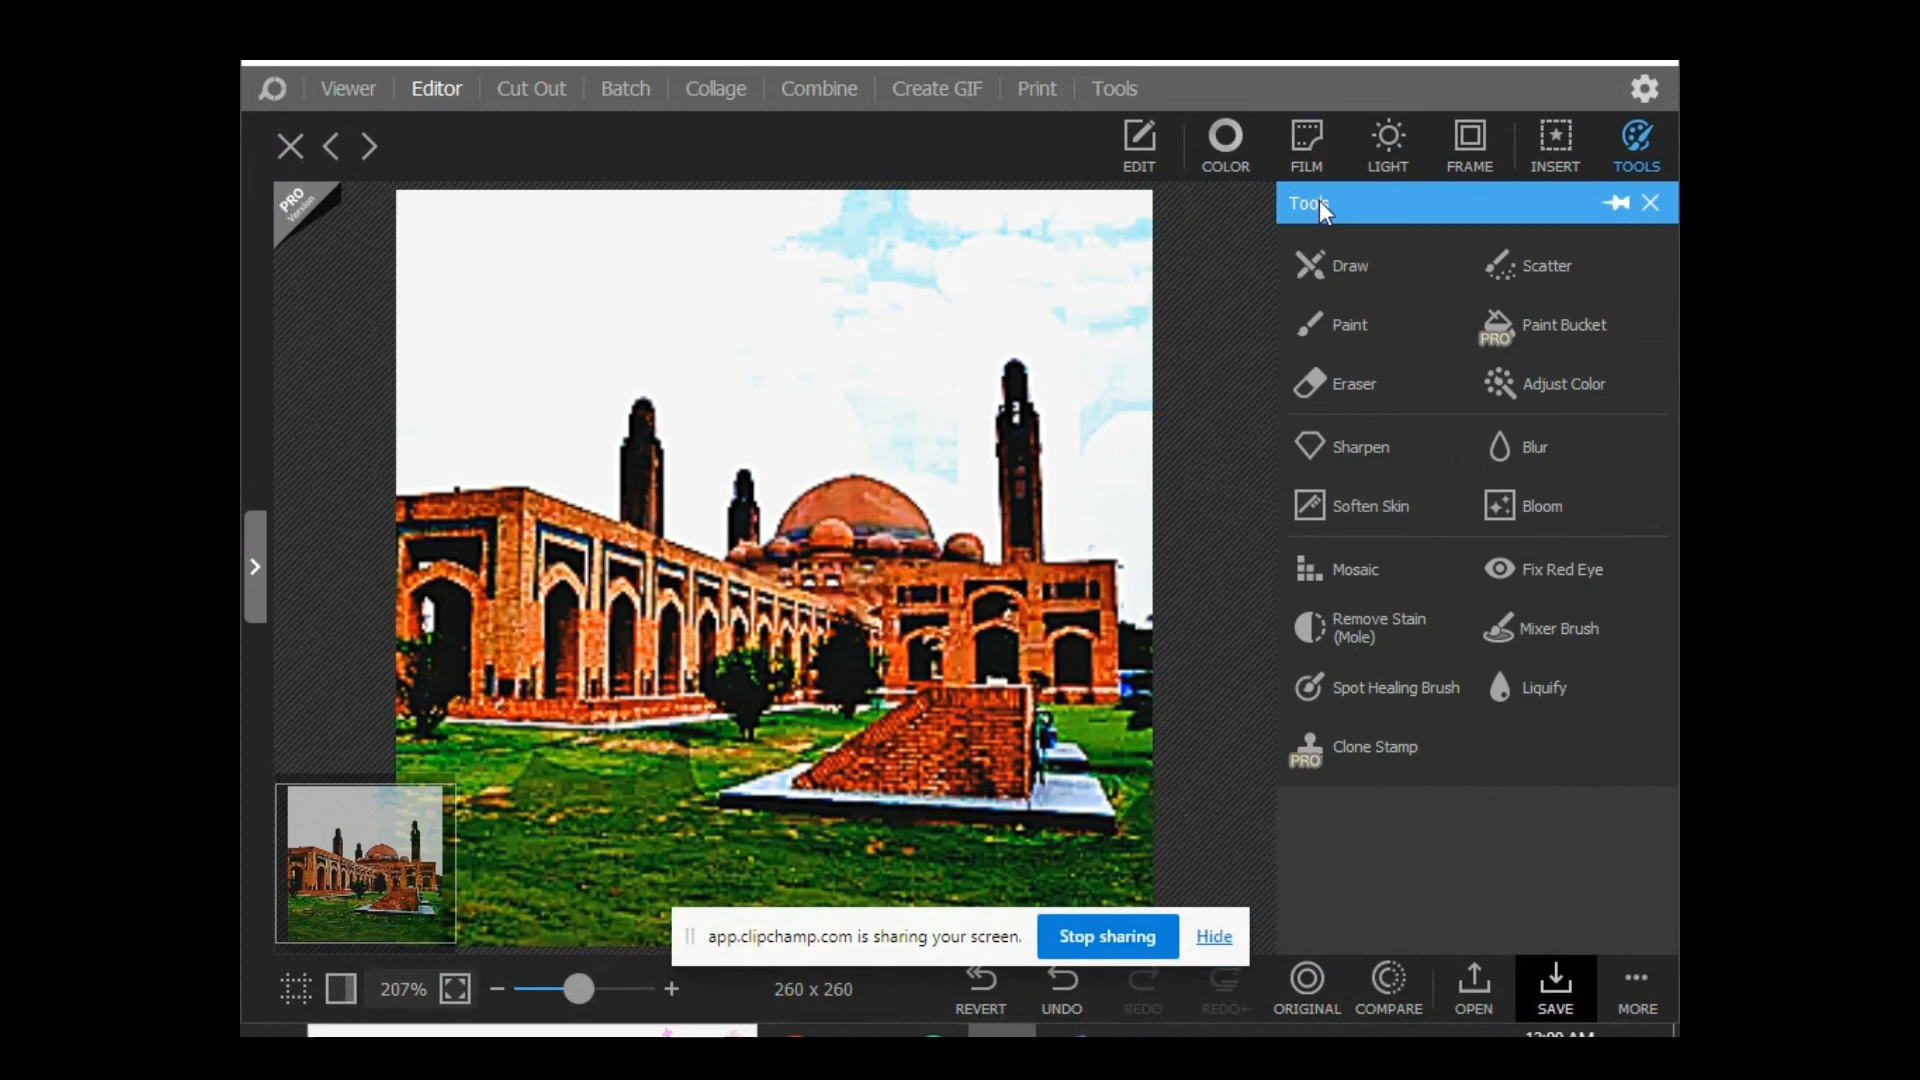 Viewer Editor Cut Out Batch Collage Combine Create GIF Print Tools
EDIT COLOR FILM LIGHT FRAME INSERT TOOLS
PRO
Version
Tools
Draw Scatter
Paint PRO Paint Bucket
Eraser Adjust Color
Sharpen Blur
Soften Skin Bloom
Mosaic Fix Red Eye
Remove Stain
(Mole)
Mixer Brush
Spot Healing Brush Liquify
PRO Clone Stamp
app.clipchamp.com is sharing your screen. Stop sharing Hide
207% 260 x 260
REVERT UNDO REDO REDO+ ORIGINAL COMPARE OPEN SAVE MORE